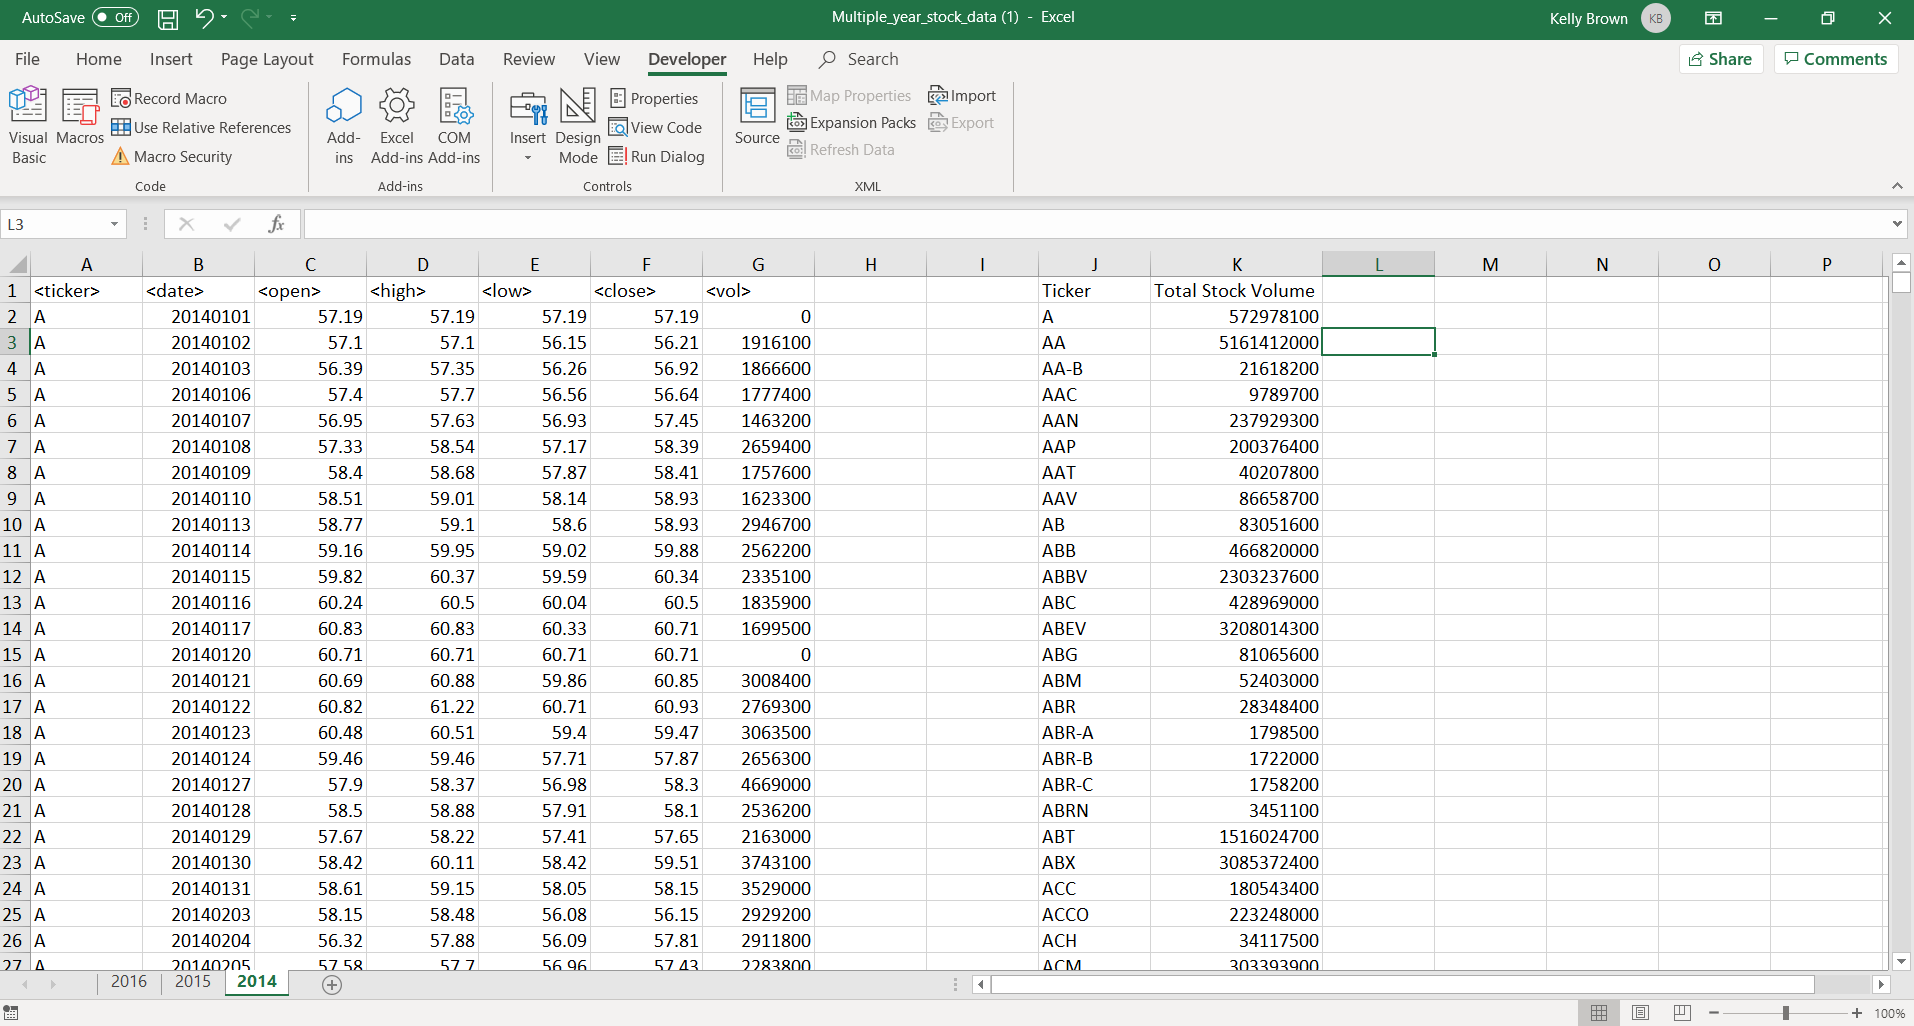 AutoSave Off Multiple_year_stock_data (1) - Excel Kelly Brown KB
File Home Insert Page Layout Formulas Data Review View Developer Help Search Share Comments
Visual Basic
Macros
Record Macro
Use Relative References
Macro Security
Code
Add-ins
Excel Add-ins
COM Add-ins
Add-ins
Insert
Design Mode
Properties
View Code
Run Dialog
Controls
Source
Map Properties
Expansion Packs
Refresh Data
Import
Export
XML
L3 fx
A B C D E F G H I J K L M N O P
1 <ticker> <date> <open> <high> <low> <close> <vol> Ticker Total Stock Volume
2 A 20140101 57.19 57.19 57.19 57.19 0 A 572978100
3 A 20140102 57.1 57.1 56.15 56.21 1916100 AA 5161412000
4 A 20140103 56.39 57.35 56.26 56.92 1866600 AA-B 21618200
5 A 20140106 57.4 57.7 56.56 56.64 1777400 AAC 9789700
6 A 20140107 56.95 57.63 56.93 57.45 1463200 AAN 237929300
7 A 20140108 57.33 58.54 57.17 58.39 2659400 AAP 200376400
8 A 20140109 58.4 58.68 57.87 58.41 1757600 AAT 40207800
9 A 20140110 58.51 59.01 58.14 58.93 1623300 AAV 86658700
10 A 20140113 58.77 59.1 58.6 58.93 2946700 AB 83051600
11 A 20140114 59.16 59.95 59.02 59.88 2562200 ABB 466820000
12 A 20140115 59.82 60.37 59.59 60.34 2335100 ABBV 2303237600
13 A 20140116 60.24 60.5 60.04 60.5 1835900 ABC 428969000
14 A 20140117 60.83 60.83 60.33 60.71 1699500 ABEV 3208014300
15 A 20140120 60.71 60.71 60.71 60.71 0 ABG 81065600
16 A 20140121 60.69 60.88 59.86 60.85 3008400 ABM 52403000
17 A 20140122 60.82 61.22 60.71 60.93 2769300 ABR 28348400
18 A 20140123 60.48 60.51 59.4 59.47 3063500 ABR-A 1798500
19 A 20140124 59.46 59.46 57.71 57.87 2656300 ABR-B 1722000
20 A 20140127 57.9 58.37 56.98 58.3 4669000 ABR-C 1758200
21 A 20140128 58.5 58.88 57.91 58.1 2536200 ABRN 3451100
22 A 20140129 57.67 58.22 57.41 57.65 2163000 ABT 1516024700
23 A 20140130 58.42 60.11 58.42 59.51 3743100 ABX 3085372400
24 A 20140131 58.61 59.15 58.05 58.15 3529000 ACC 180543400
25 A 20140203 58.15 58.48 56.08 56.15 2929200 ACCO 223248000
26 A 20140204 56.32 57.88 56.09 57.81 2911800 ACH 34117500
27 A 20140205 57.58 57.7 56.96 57.43 2283800 ACM 303393900
2016 2015 2014
100%